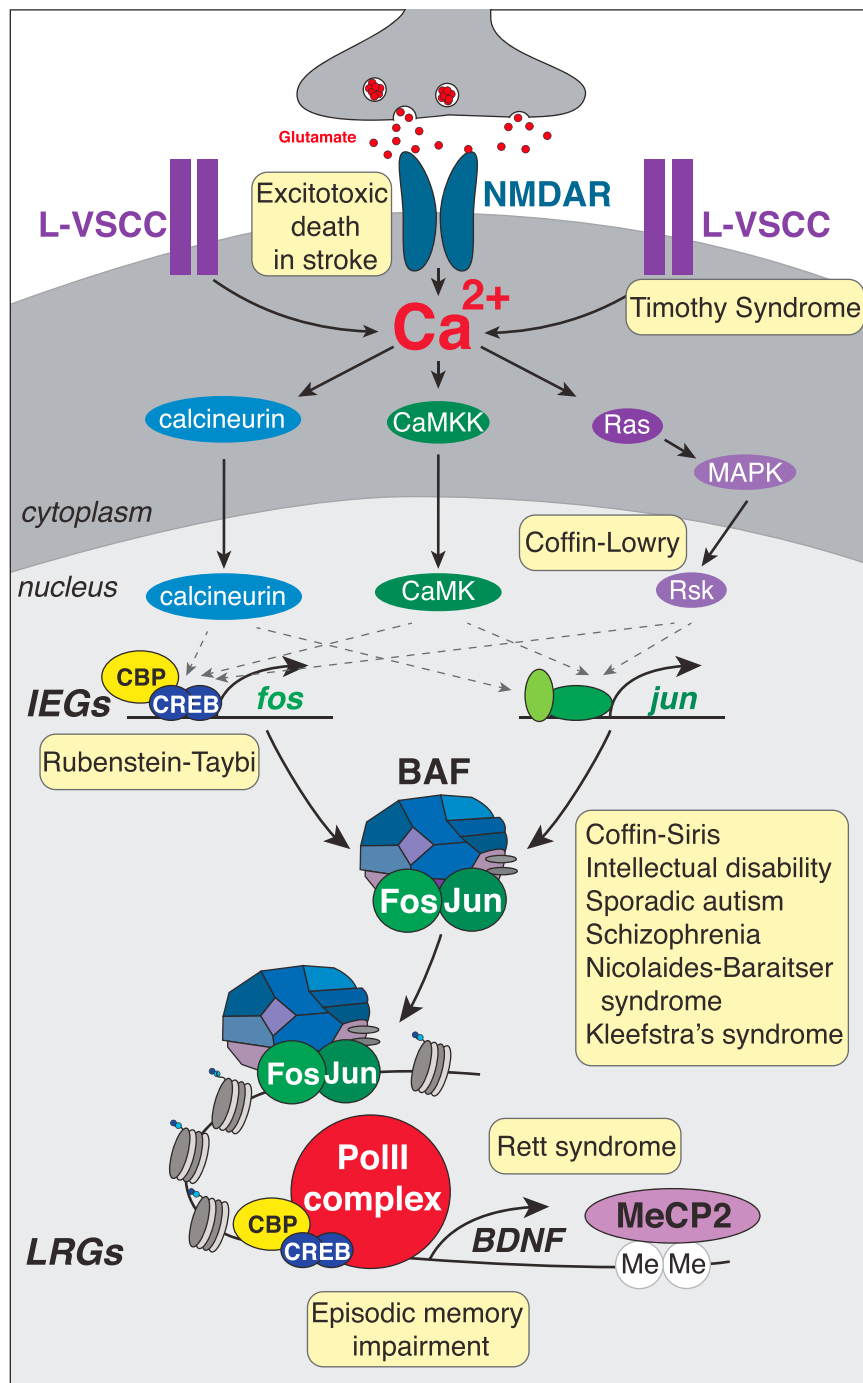 Glutamate
L-VSCC
Excitotoxic
death
in stroke
NMDAR
L-VSCC
Timothy Syndrome
Ca2+
calcineurin
CaMKK
Ras
MAPK
cytoplasm
nucleus
Coffin-Lowry
calcineurin
CaMK
Rsk
IEGs
CBP
CREB
fos
jun
Rubenstein-Taybi
BAF
Fos
Jun
Coffin-Siris
Intellectual disability
Sporadic autism
Schizophrenia
Nicolaides-Baraitser
syndrome
Kleefstra's syndrome
Fos
Jun
PolII
complex
Rett syndrome
CBP
CREB
BDNF
MeCP2
Me
Me
LRGs
Episodic memory
impairment